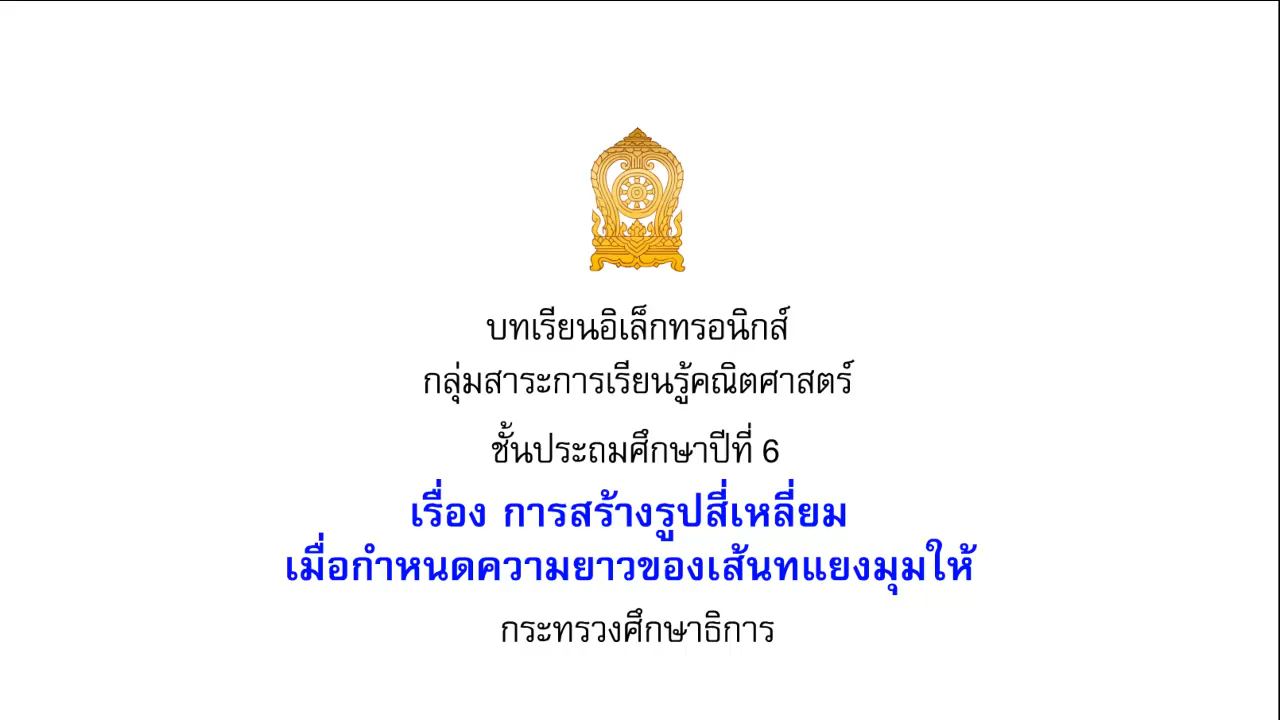 บทเรียนอิเล็กทรอนิกส์
กลุ่มสาระการเรียนรู้คณิตศาสตร์
ชั้นประถมศึกษาปีที่ 6
เรื่อง การสร้างรูปสี่เหลี่ยม
เมื่อกำหนดความยาวของเส้นทแยงมุมให้
กระทรวงศึกษาธิการ